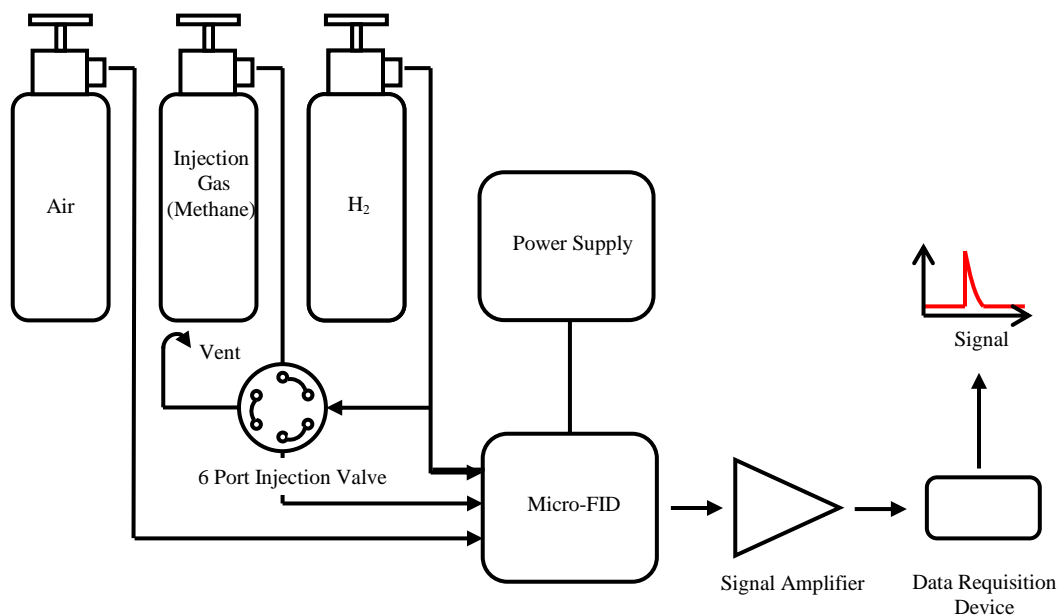 Air
Injection
Gas
(Methane)
H₂
Power Supply
Signal
Vent
6 Port Injection Valve
Micro-FID
Signal Amplifier
Data Requisition
Device